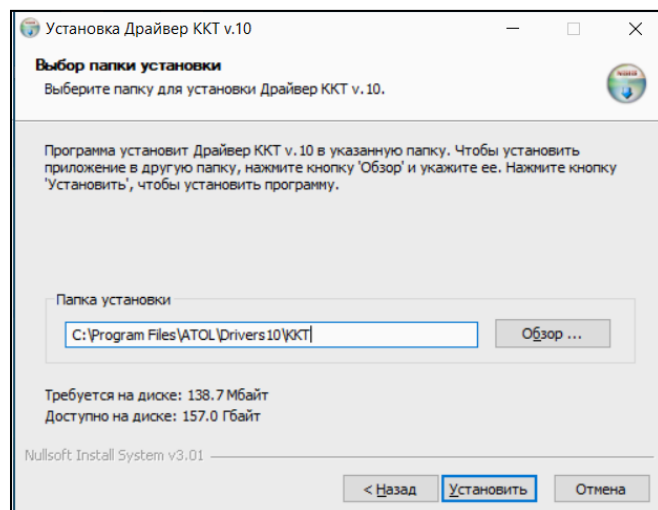 Установка Драйвер ККТ v.10
Выбор папки установки
Выберите папку для установки Драйвер ККТ v.10.
Программа установит Драйвер ККТ v.10 в указанную папку. Чтобы установить
приложение в другую папку, нажмите кнопку 'Обзор' и укажите ее. Нажмите кнопку
'Установить', чтобы установить программу.
Папка установки
C:\Program Files\ATOL\Drivers10\KKT
Обзор ...
Требуется на диске: 138.7 Мбайт
Доступно на диске: 157.0 Гбайт
Nullsoft Install System v3.01
< Назад Установить Отмена